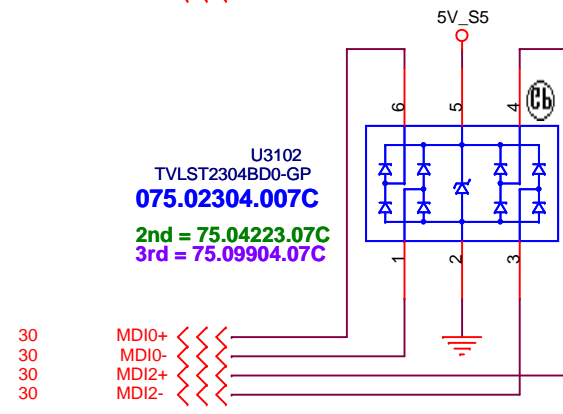 5V_S5
6
5
4
Cb
U3102
TVLST2304BD0-GP
075.02304.007C
2nd = 75.04223.07C
3rd = 75.09904.07C
1
2
3
30 MDI0+
30 MDI0-
30 MDI2+
30 MDI2-